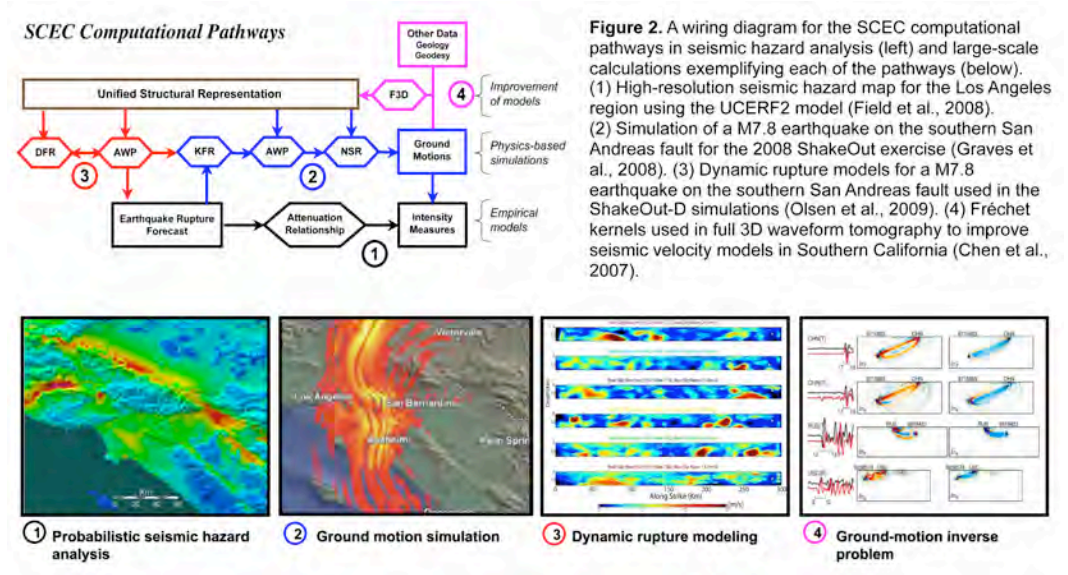 SCEC Computational Pathways
Other Data
Geology
Geodesy
Unified Structural Representation
F3D
4
Improvement
of models
DFR
AWP
KFR
AWP
NSR
Ground
Motions
Physics-based
simulations
3
2
Earthquake Rupture
Forecast
Attenuation
Relationship
Intensity
Measures
Empirical
models
1
Figure 2. A wiring diagram for the SCEC computational
pathways in seismic hazard analysis (left) and large-scale
calculations exemplifying each of the pathways (below).
(1) High-resolution seismic hazard map for the Los Angeles
region using the UCERF2 model (Field et al., 2008).
(2) Simulation of a M7.8 earthquake on the southern San
Andreas fault for the 2008 ShakeOut exercise (Graves et
al., 2008). (3) Dynamic rupture models for a M7.8
earthquake on the southern San Andreas fault used in the
ShakeOut-D simulations (Olsen et al., 2009). (4) Fréchet
kernels used in full 3D waveform tomography to improve
seismic velocity models in Southern California (Chen et al.,
2007).
Km
Victorville
Los Angeles
San Bernardino
Anaheim
Palm Sprin
0 50 100 150 200 250 300
Along Strike (Km)
(m/s)
1 Probabilistic seismic hazard
analysis
2 Ground motion simulation
3 Dynamic rupture modeling
4 Ground-motion inverse
problem